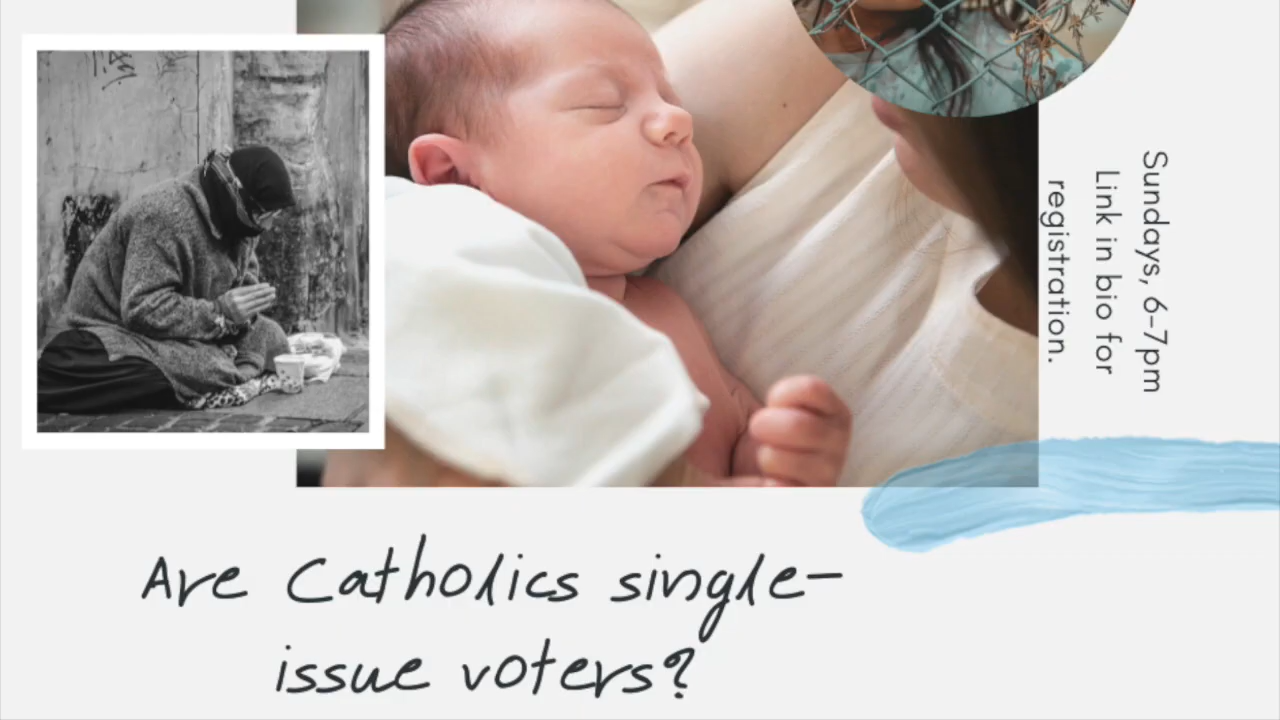 Sundays, 6-7pm
Link in bio for
registration.
Are Catholics single-
issue voters?